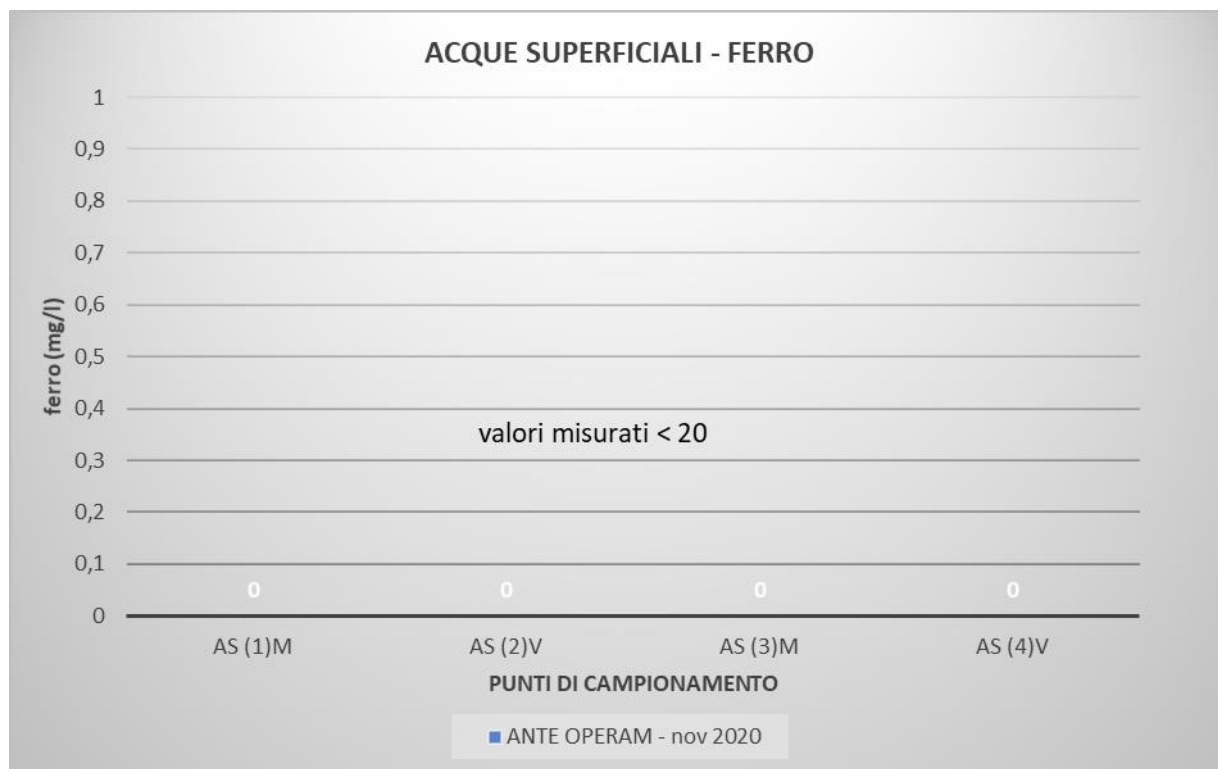 ACQUE SUPERFICIALI - FERRO
1
0,9
0,8
0,7
0,6
0,5
0,4
0,3
0,2
0,1
0
ferro (mg/l)
valori misurati < 20
0 0 0 0
AS (1)M AS (2)V AS (3)M AS (4)V
PUNTI DI CAMPIONAMENTO
ANTE OPERAM - nov 2020